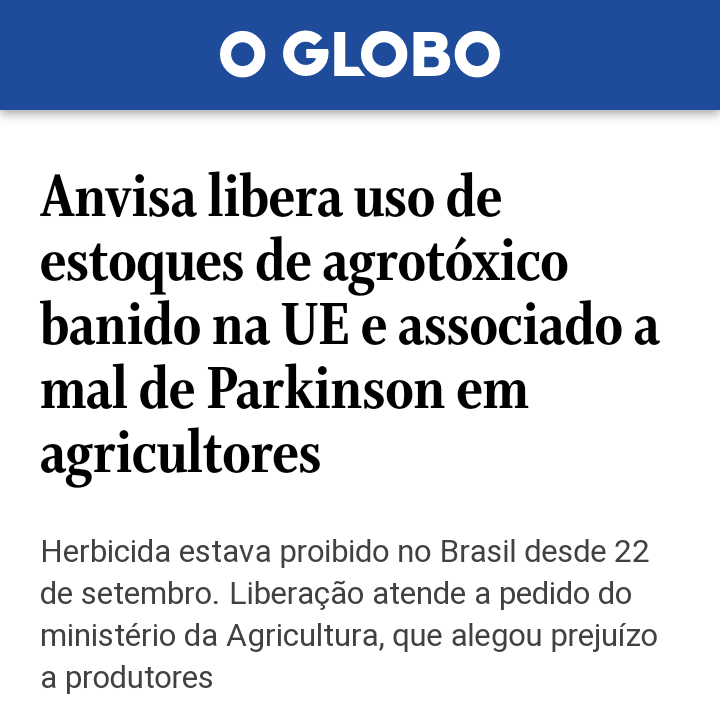 O GLOBO
Anvisa libera uso de
estoques de agrotóxico
banido na UE e associado a
mal de Parkinson em
agricultores
Herbicida estava proibido no Brasil desde 22
de setembro. Liberação atende a pedido do
ministério da Agricultura, que alegou prejuízo
a produtores